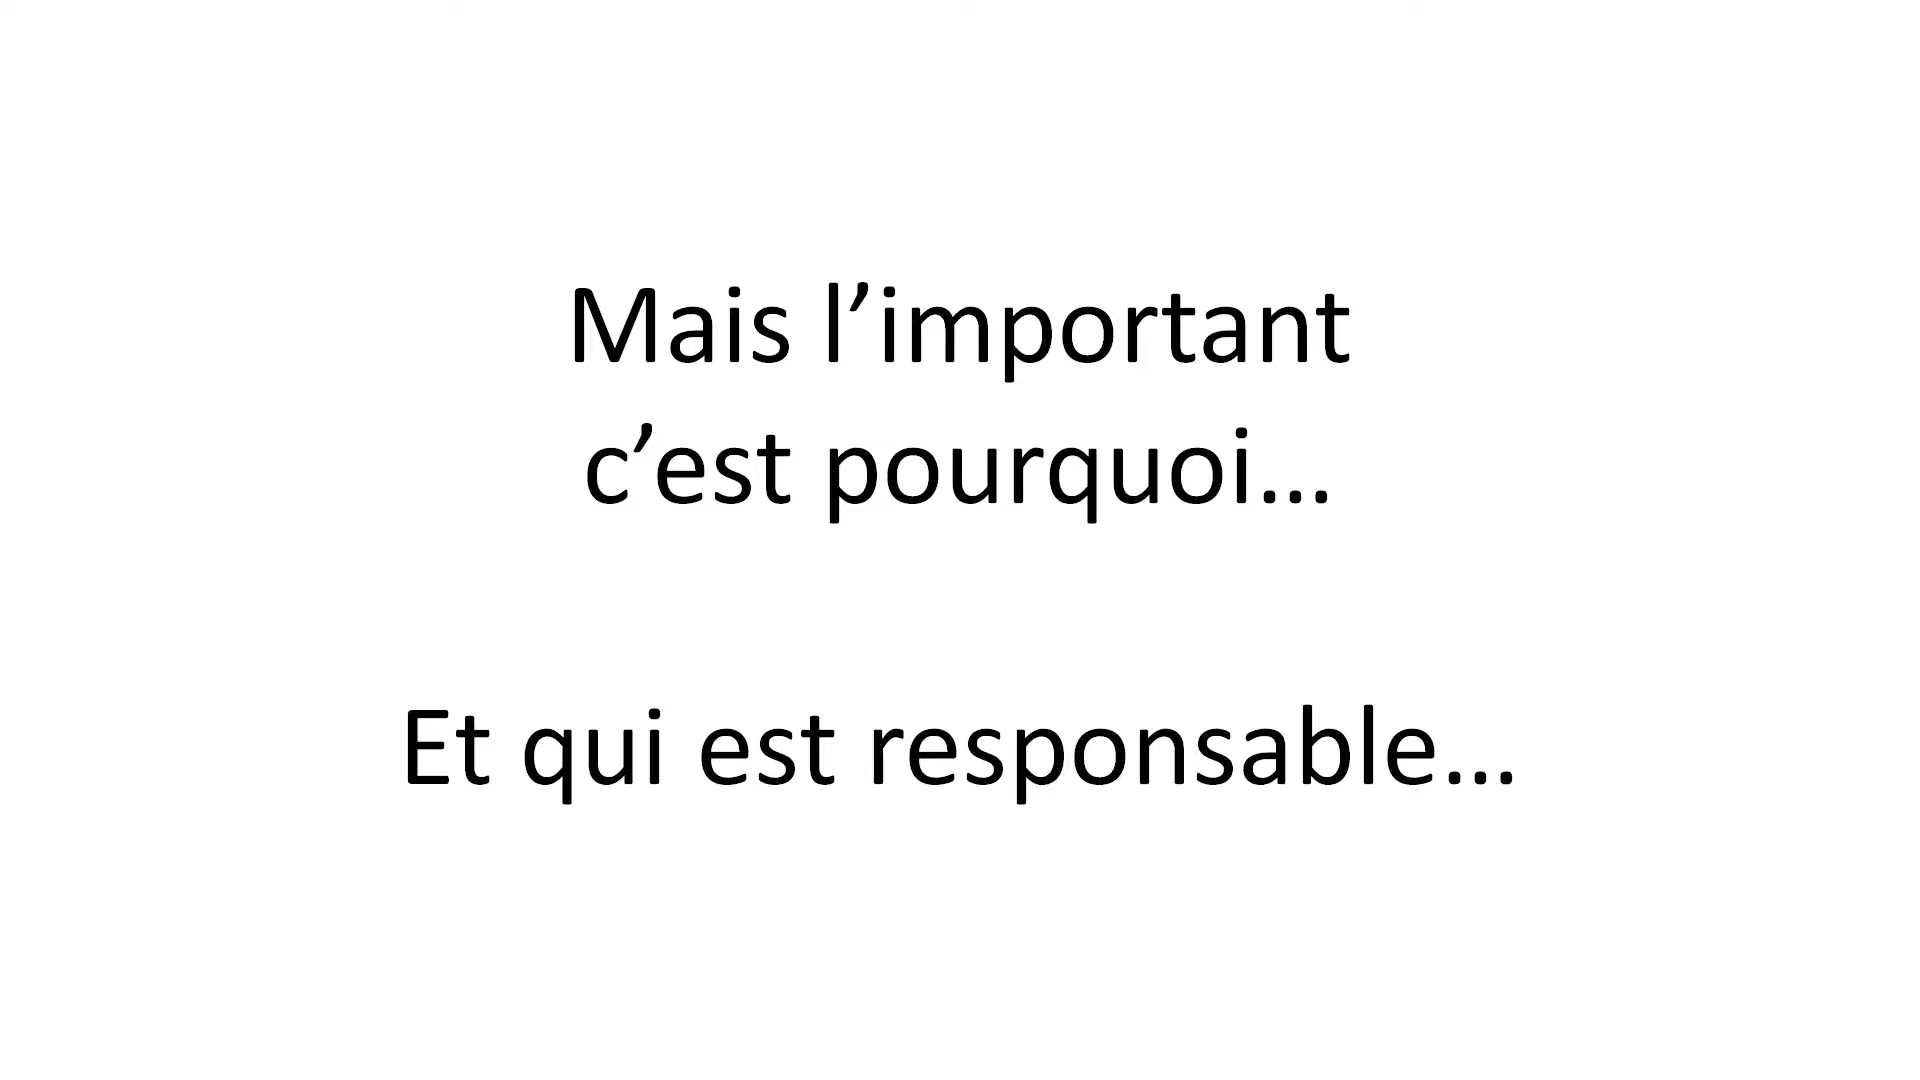 Mais l’important
c’est pourquoi…
Et qui est responsable…